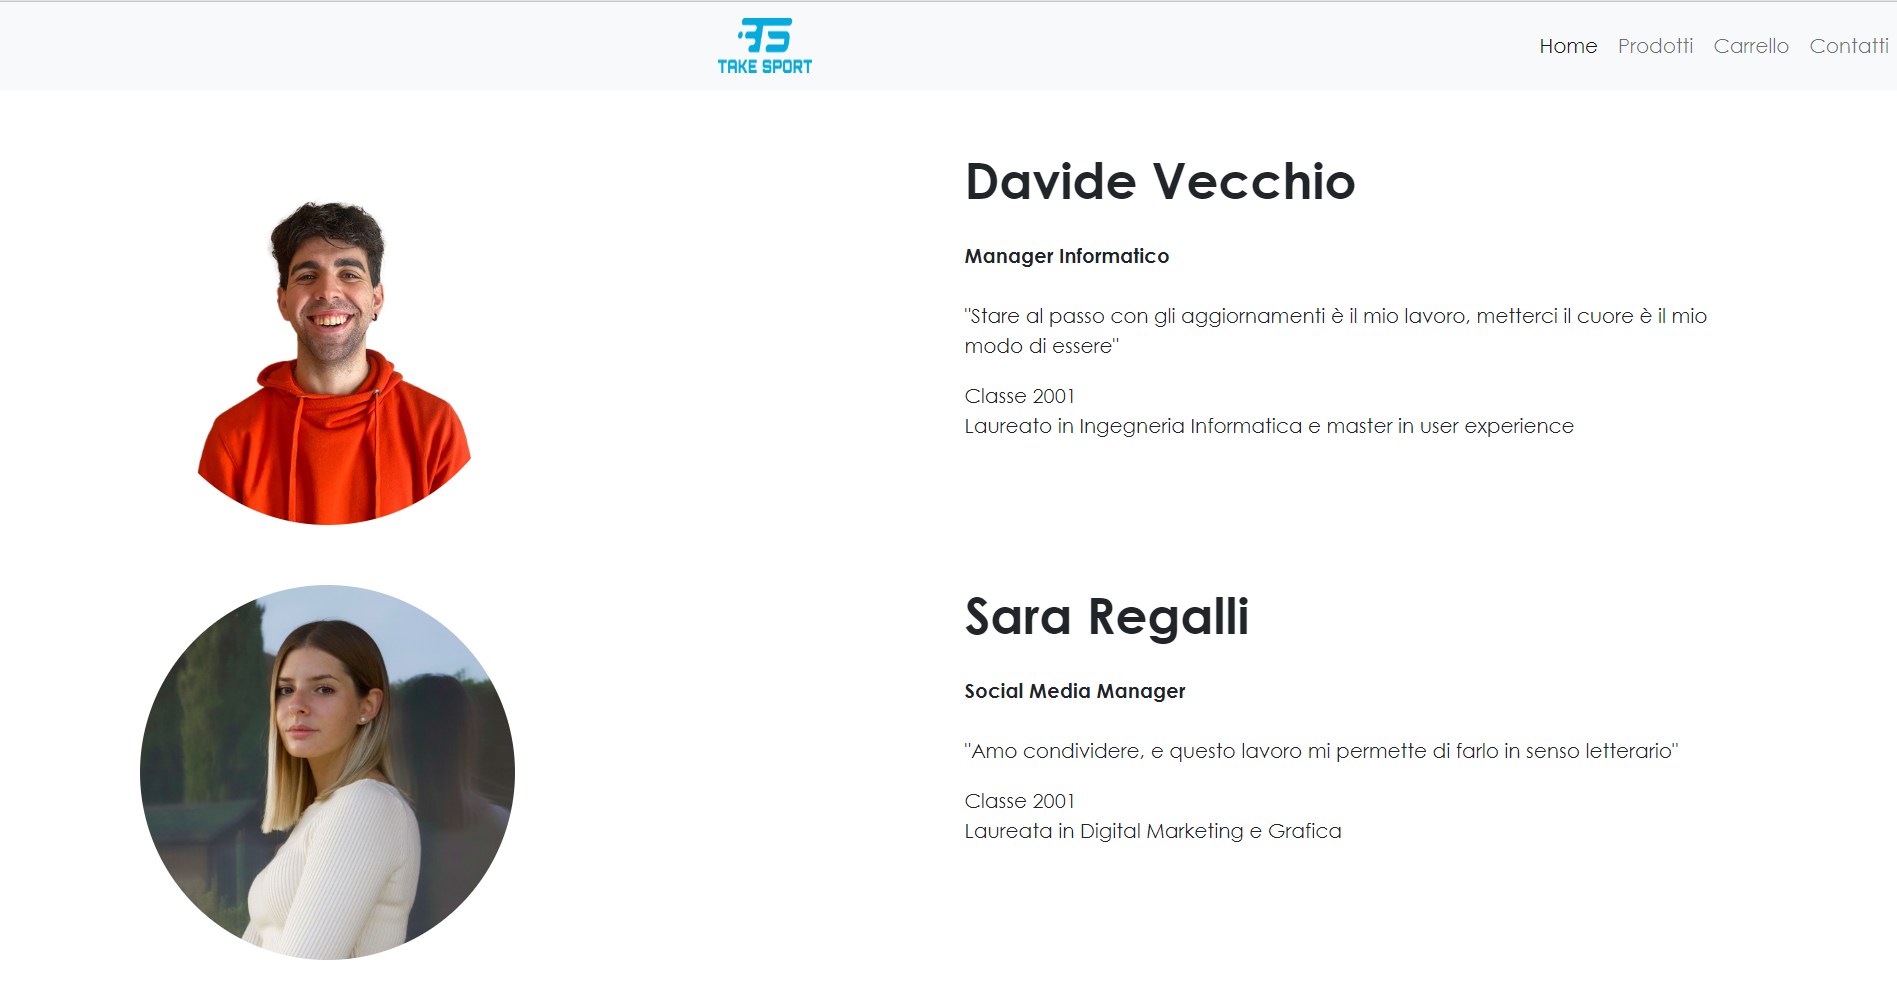 TAKE SPORT
Home Prodotti Carrello Contatti
Davide Vecchio
Manager Informatico
"Stare al passo con gli aggiornamenti è il mio lavoro, metterci il cuore è il mio
modo di essere"
Classe 2001
Laureato in Ingegneria Informatica e master in user experience
Sara Regalli
Social Media Manager
"Amo condividere, e questo lavoro mi permette di farlo in senso letterario"
Classe 2001
Laureata in Digital Marketing e Grafica